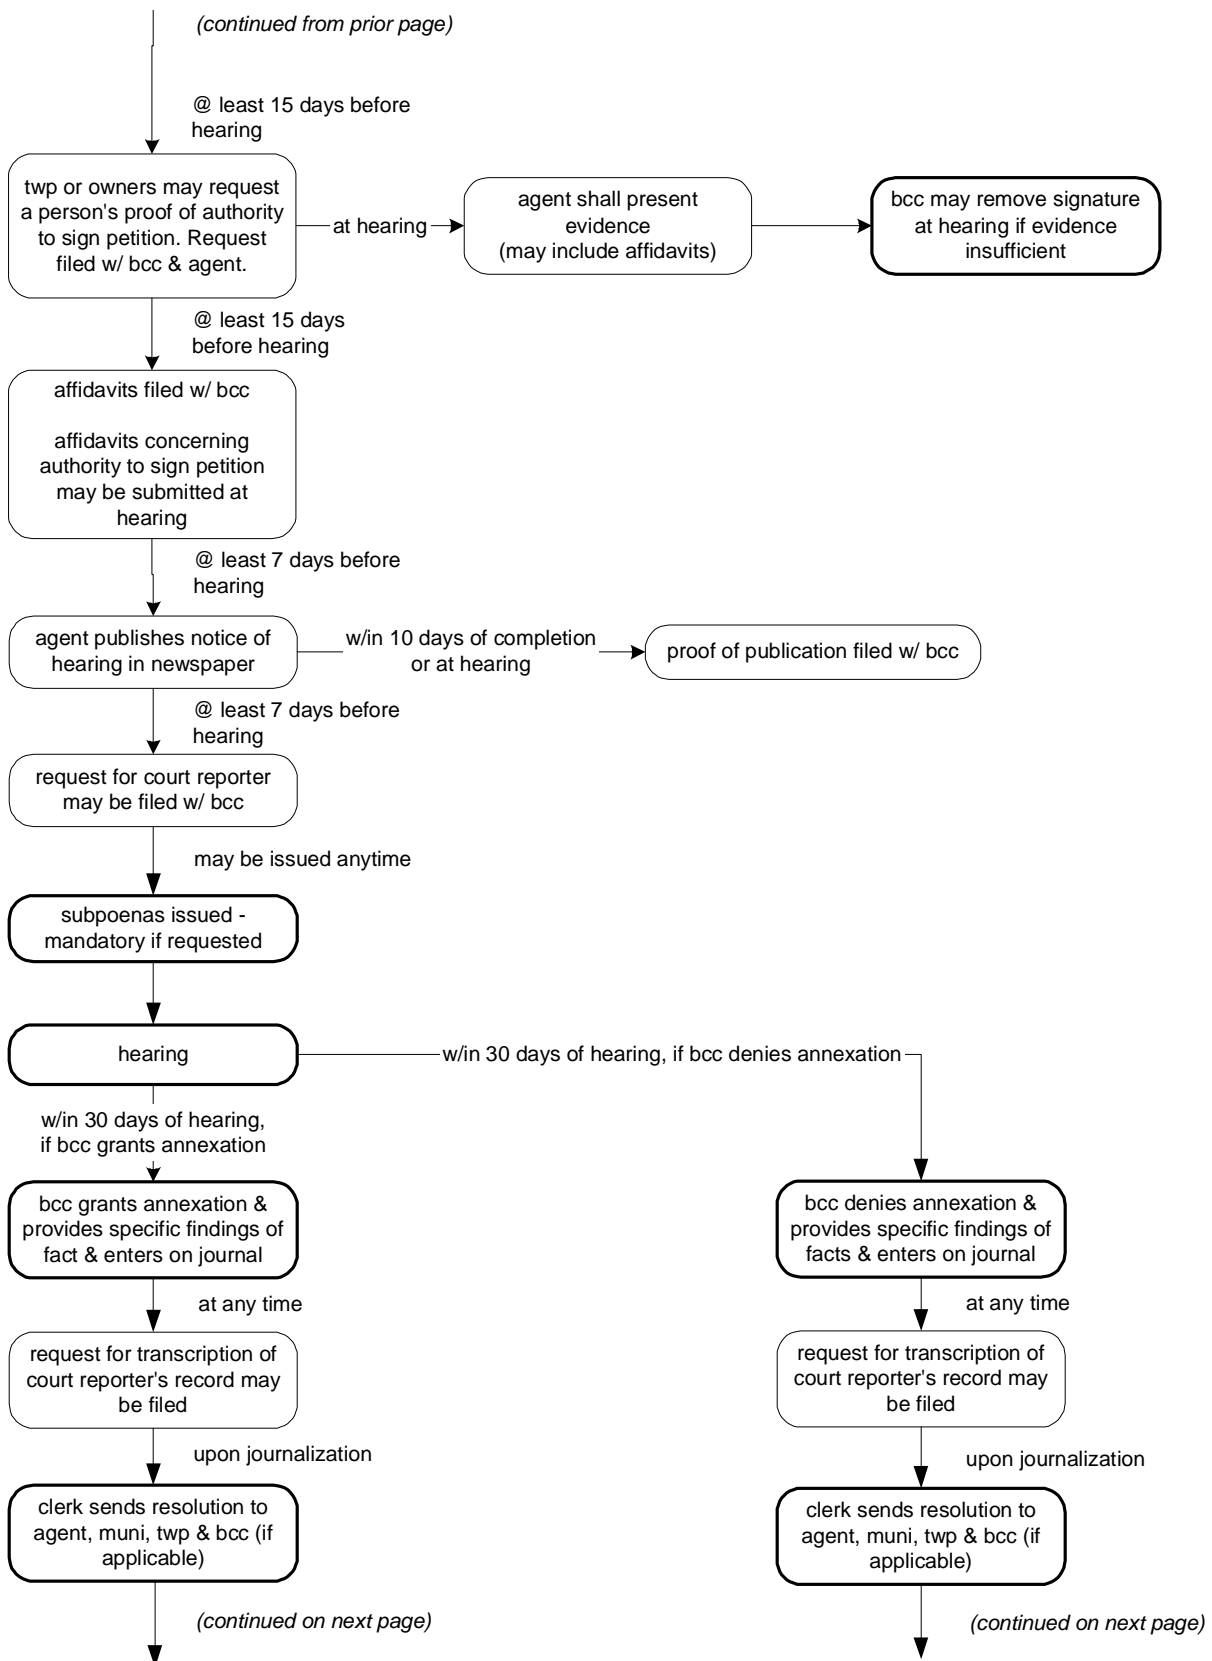 (continued from prior page)
@ least 15 days before
hearing
twp or owners may request
a person's proof of authority
to sign petition. Request
filed w/ bcc & agent.
at hearing
agent shall present
evidence
(may include affidavits)
bcc may remove signature
at hearing if evidence
insufficient
@ least 15 days
before hearing
affidavits filed w/ bcc
affidavits concerning
authority to sign petition
may be submitted at
hearing
@ least 7 days before
hearing
agent publishes notice of
hearing in newspaper
w/in 10 days of completion
or at hearing
proof of publication filed w/ bcc
@ least 7 days before
hearing
request for court reporter
may be filed w/ bcc
may be issued anytime
subpoenas issued -
mandatory if requested
hearing
w/in 30 days of hearing, if bcc denies annexation
w/in 30 days of hearing,
if bcc grants annexation
bcc grants annexation &
provides specific findings of
fact & enters on journal
bcc denies annexation &
provides specific findings of
facts & enters on journal
at any time
at any time
request for transcription of
court reporter's record may
be filed
request for transcription of
court reporter's record may
be filed
upon journalization
upon journalization
clerk sends resolution to
agent, muni, twp & bcc (if
applicable)
clerk sends resolution to
agent, muni, twp & bcc (if
applicable)
(continued on next page)
(continued on next page)